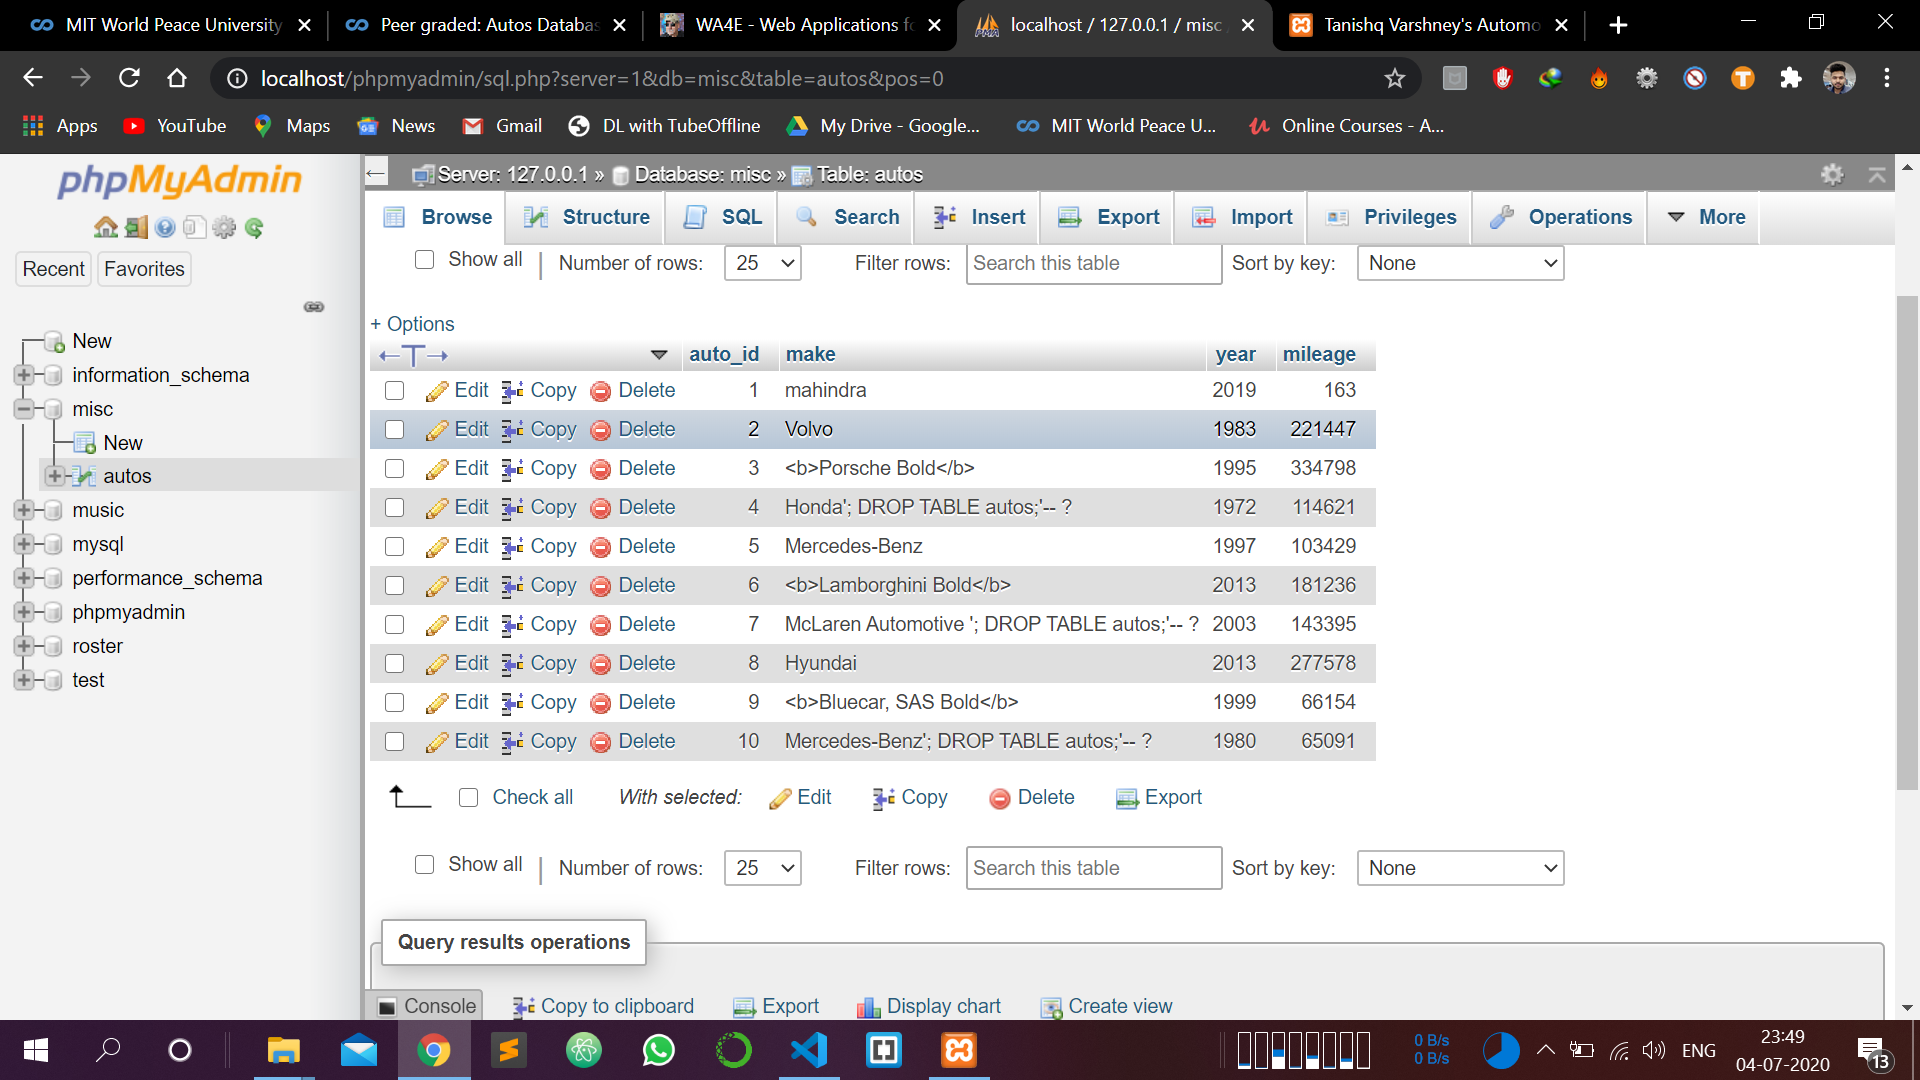 MIT World Peace University
Peer graded: Autos Databas
WA4E - Web Applications fo
localhost / 127.0.0.1 / misc
Tanishq Varshney's Automo
localhost/phpmyadmin/sql.php?server=1&db=misc&table=autos&pos=0
Apps YouTube Maps News Gmail DL with TubeOffline My Drive - Google... MIT World Peace U... Online Courses - A...
phpMyAdmin
Recent Favorites
New
information_schema
misc
New
autos
music
mysql
performance_schema
phpmyadmin
roster
test
Server: 127.0.0.1 » Database: misc » Table: autos
Browse Structure SQL Search Insert Export Import Privileges Operations More
Show all Number of rows: 25 Filter rows: Search this table Sort by key: None
+ Options
auto_id make year mileage
Edit Copy Delete 1 mahindra 2019 163
Edit Copy Delete 2 Volvo 1983 221447
Edit Copy Delete 3 <b>Porsche Bold</b> 1995 334798
Edit Copy Delete 4 Honda'; DROP TABLE autos;'-- ? 1972 114621
Edit Copy Delete 5 Mercedes-Benz 1997 103429
Edit Copy Delete 6 <b>Lamborghini Bold</b> 2013 181236
Edit Copy Delete 7 McLaren Automotive '; DROP TABLE autos;'-- ? 2003 143395
Edit Copy Delete 8 Hyundai 2013 277578
Edit Copy Delete 9 <b>Bluecar, SAS Bold</b> 1999 66154
Edit Copy Delete 10 Mercedes-Benz'; DROP TABLE autos;'-- ? 1980 65091
Check all With selected: Edit Copy Delete Export
Show all Number of rows: 25 Filter rows: Search this table Sort by key: None
Query results operations
Console Copy to clipboard Export Display chart Create view
0 B/s
0 B/s
ENG
23:49
04-07-2020
13